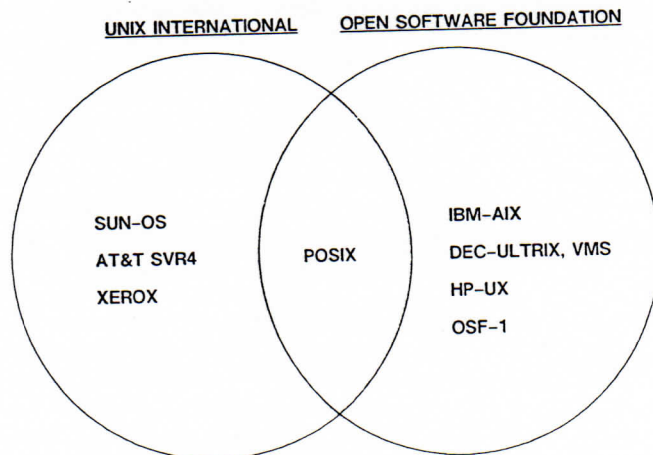 UNIX INTERNATIONAL
OPEN SOFTWARE FOUNDATION
SUN-OS
AT&T SVR4
XEROX
POSIX
IBM-AIX
DEC-ULTRIX, VMS
HP-UX
OSF-1